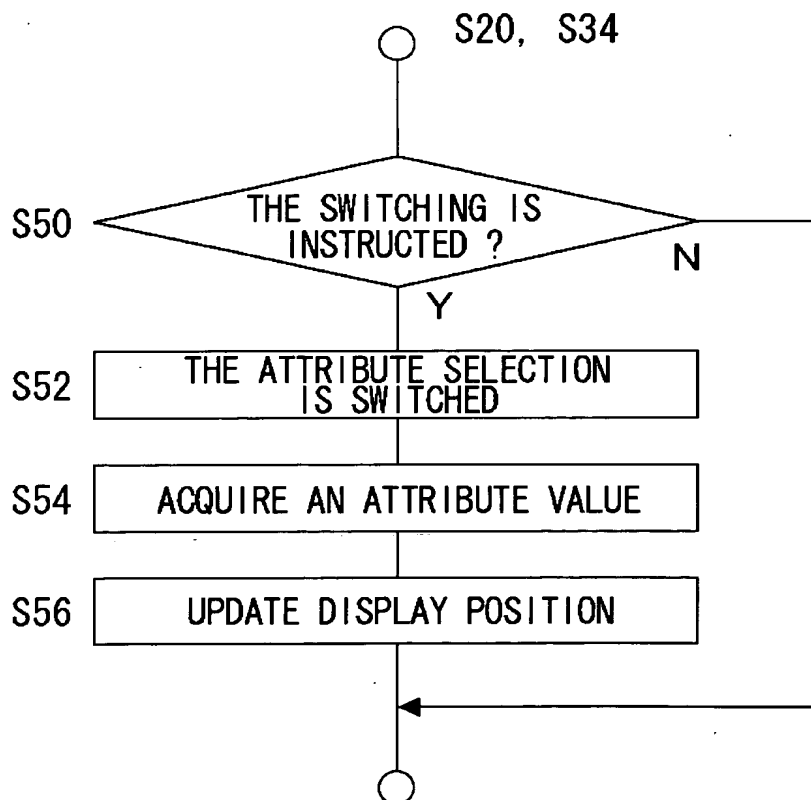 S20, S34
S50
THE SWITCHING IS
INSTRUCTED ?
N
Y
S52
THE ATTRIBUTE SELECTION
IS SWITCHED
S54
ACQUIRE AN ATTRIBUTE VALUE
S56
UPDATE DISPLAY POSITION